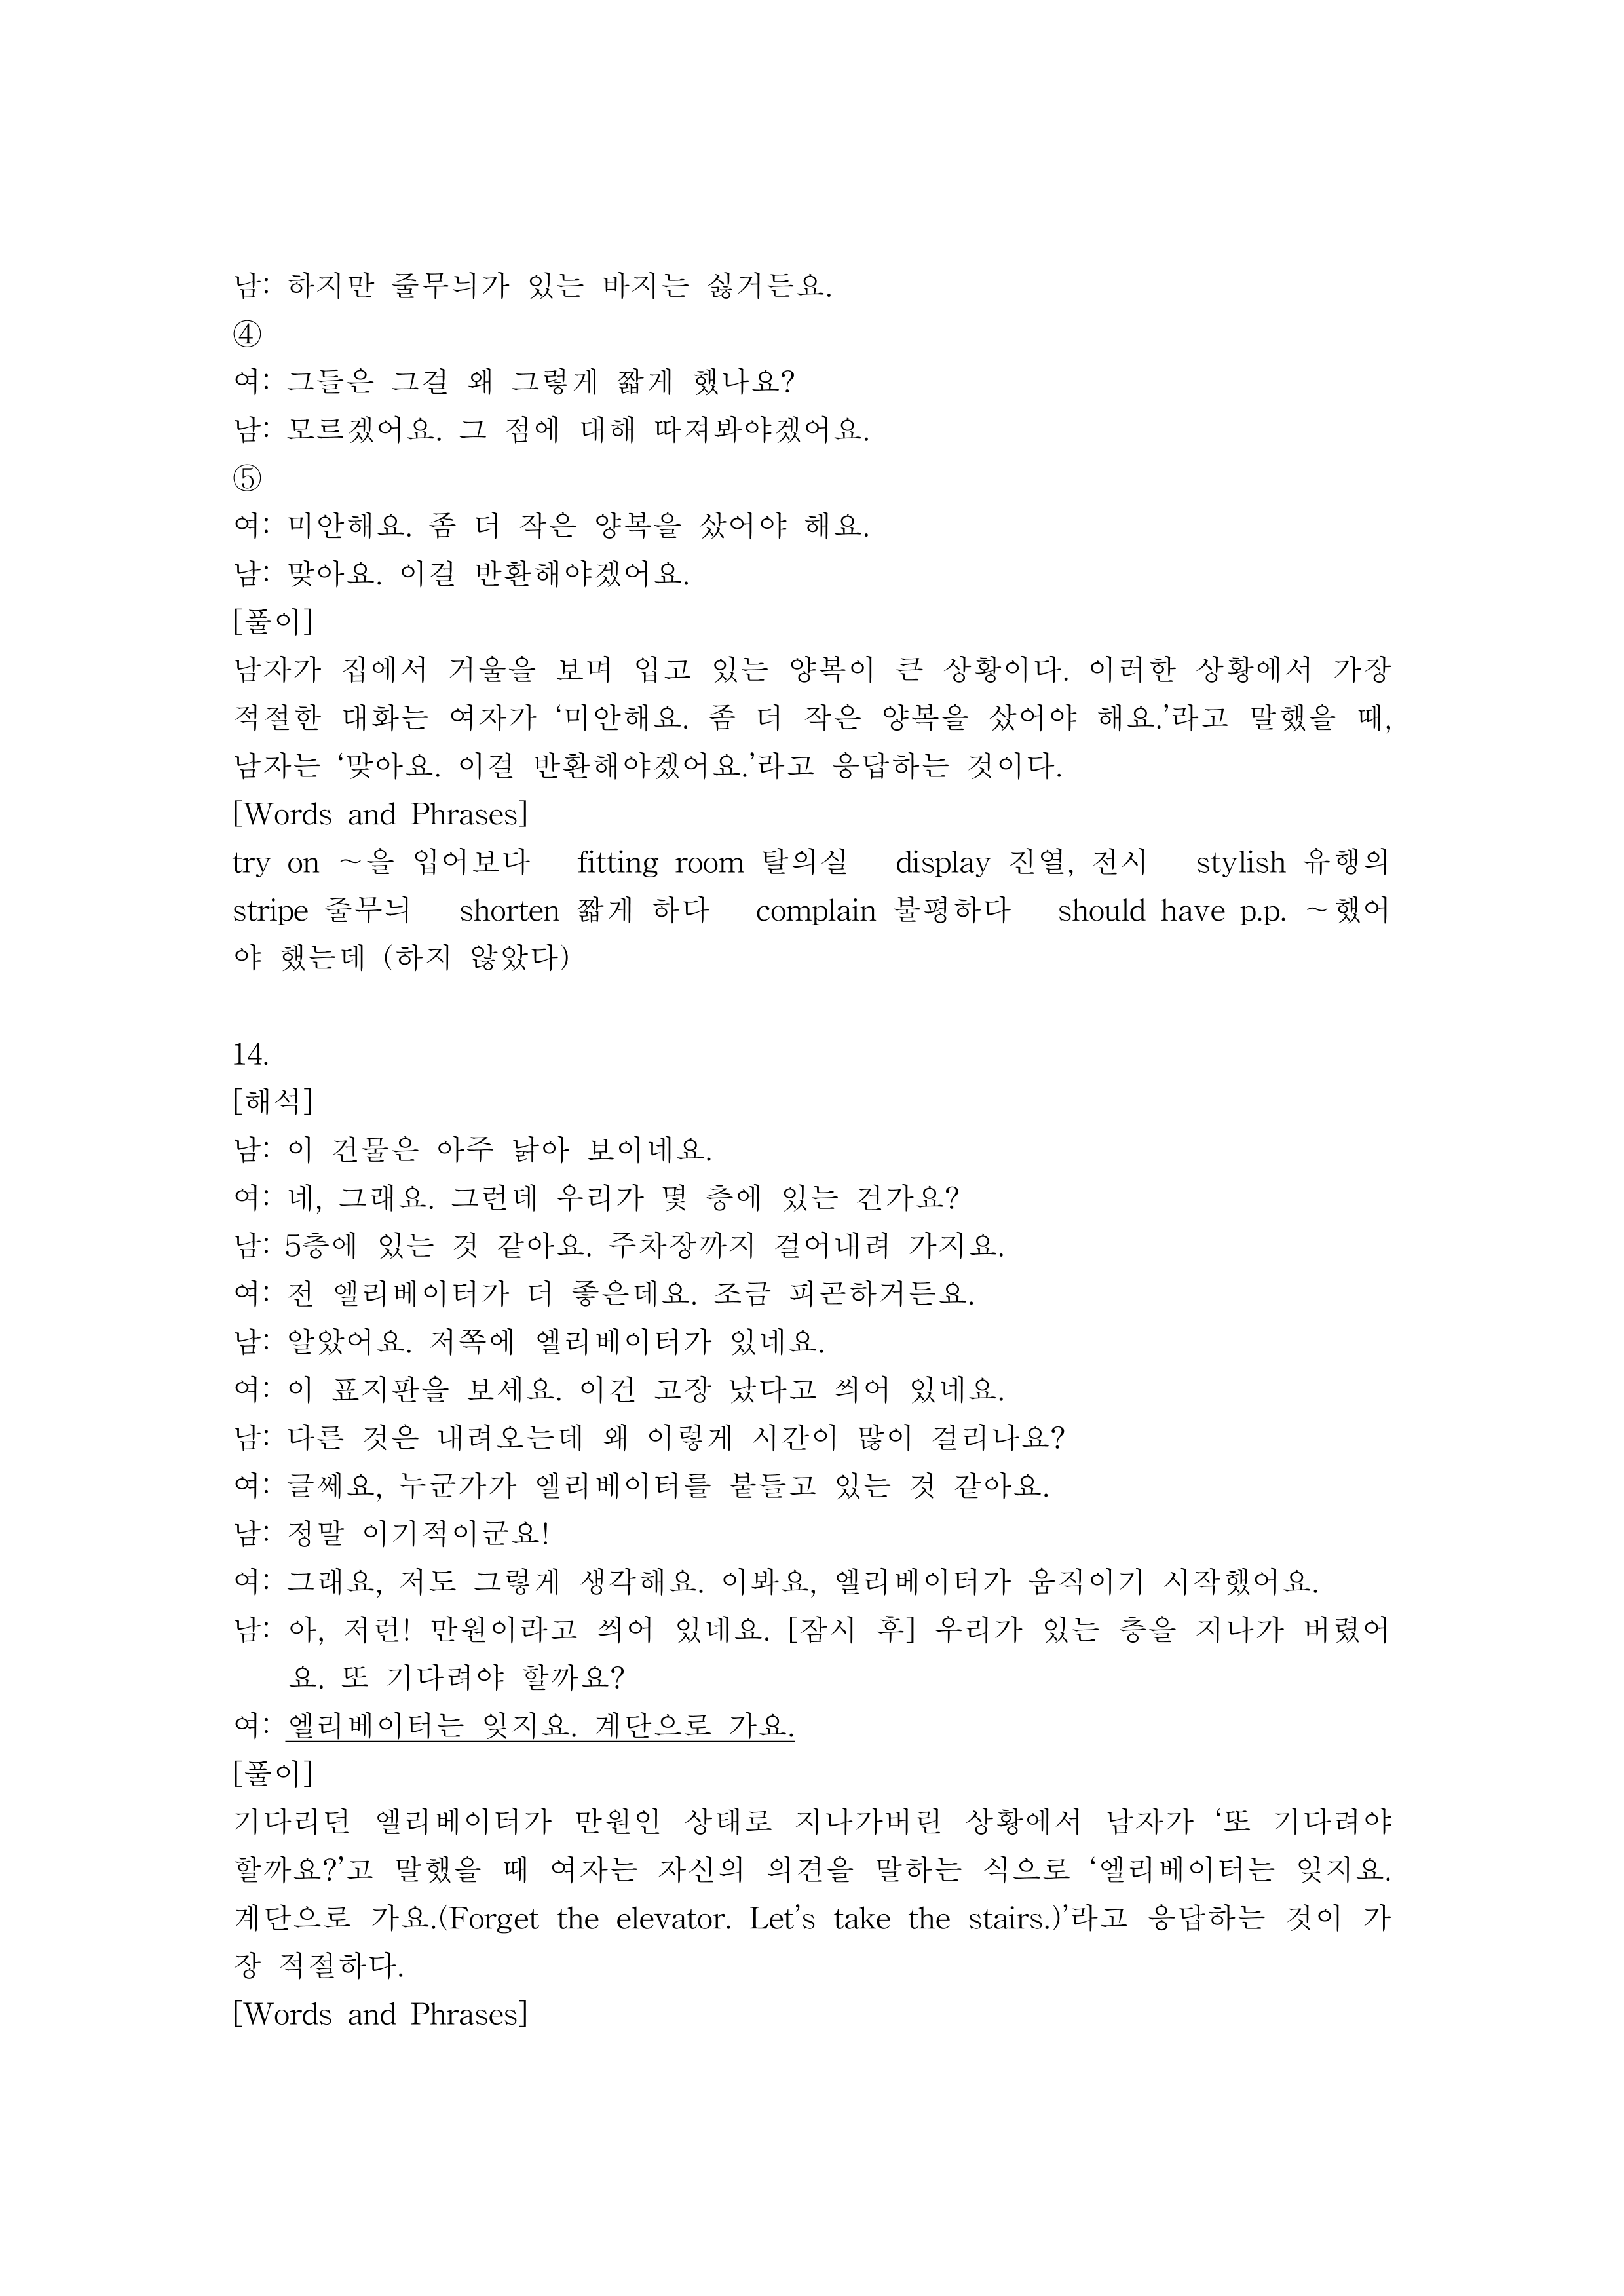 남: 하지만 줄무늬가 있는 바지는 싫거든요.
④
여: 그들은 그걸 왜 그렇게 짧게 했나요?
남: 모르겠어요. 그 점에 대해 따져봐야겠어요.
⑤
여: 미안해요. 좀 더 작은 양복을 샀어야 해요.
남: 맞아요. 이걸 반환해야겠어요.
[풀이]
남자가 집에서 거울을 보며 입고 있는 양복이 큰 상황이다. 이러한 상황에서 가장
적절한 대화는 여자가 ‘미안해요. 좀 더 작은 양복을 샀어야 해요.’라고 말했을 때,
남자는 ‘맞아요. 이걸 반환해야겠어요.’라고 응답하는 것이다.
[Words and Phrases]
try on ~을 입어보다 fitting room 탈의실 display 진열, 전시 stylish 유행의
stripe 줄무늬 shorten 짧게 하다 complain 불평하다 should have p.p. ~했어
야 했는데 (하지 않았다)
14.
[해석]
남: 이 건물은 아주 낡아 보이네요.
여: 네, 그래요. 그런데 우리가 몇 층에 있는 건가요?
남: 5층에 있는 것 같아요. 주차장까지 걸어내려 가지요.
여: 전 엘리베이터가 더 좋은데요. 조금 피곤하거든요.
남: 알았어요. 저쪽에 엘리베이터가 있네요.
여: 이 표지판을 보세요. 이건 고장 났다고 씌어 있네요.
남: 다른 것은 내려오는데 왜 이렇게 시간이 많이 걸리나요?
여: 글쎄요, 누군가가 엘리베이터를 붙들고 있는 것 같아요.
남: 정말 이기적이군요!
여: 그래요, 저도 그렇게 생각해요. 이봐요, 엘리베이터가 움직이기 시작했어요.
남: 아, 저런! 만원이라고 씌어 있네요. [잠시 후] 우리가 있는 층을 지나가 버렸어
요. 또 기다려야 할까요?
여: 엘리베이터는 잊지요. 계단으로 가요.
[풀이]
기다리던 엘리베이터가 만원인 상태로 지나가버린 상황에서 남자가 ‘또 기다려야
할까요?’고 말했을 때 여자는 자신의 의견을 말하는 식으로 ‘엘리베이터는 잊지요.
계단으로 가요.(Forget the elevator. Let’s take the stairs.)’라고 응답하는 것이 가
장 적절하다.
[Words and Phrases]